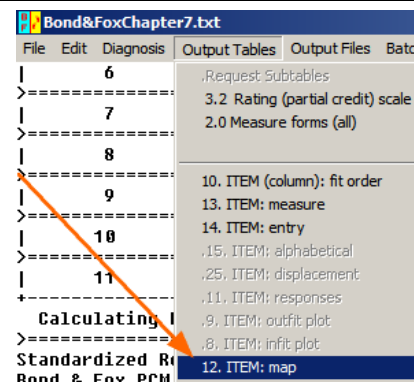 Bond&FoxChapter7.txt
File Edit Diagnosis Output Tables Output Files Batc
| 6
>==============
| 7
>==============
| 8
>==============
| 9
>==============
| 10
>==============
| 11
+--------------
Calculating
>==============
Standardized R
Bond & Fox PCM
.Request Subtables
3.2 Rating (partial credit) scale
2.0 Measure forms (all)
10. ITEM (column): fit order
13. ITEM: measure
14. ITEM: entry
.15. ITEM: alphabetical
.25. ITEM: displacement
.11. ITEM: responses
.9. ITEM: outfit plot
.8. ITEM: infit plot
12. ITEM: map